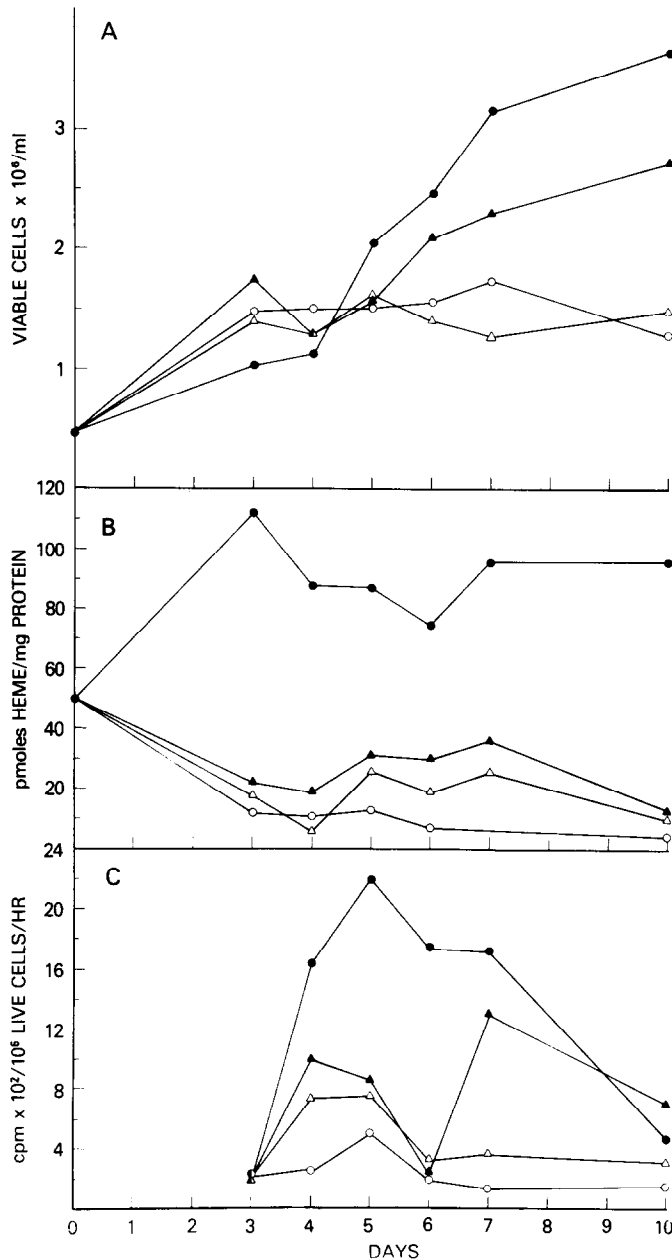 A
3
2
1
VIABLE CELLS x 10⁶/ml
120
B
100
80
60
40
20
pmoles HEME/mg PROTEIN
24
C
20
16
12
8
4
cpm x 10²/10⁶ LIVE CELLS/HR
0 1 2 3 4 5 6 7 8 9 10
DAYS